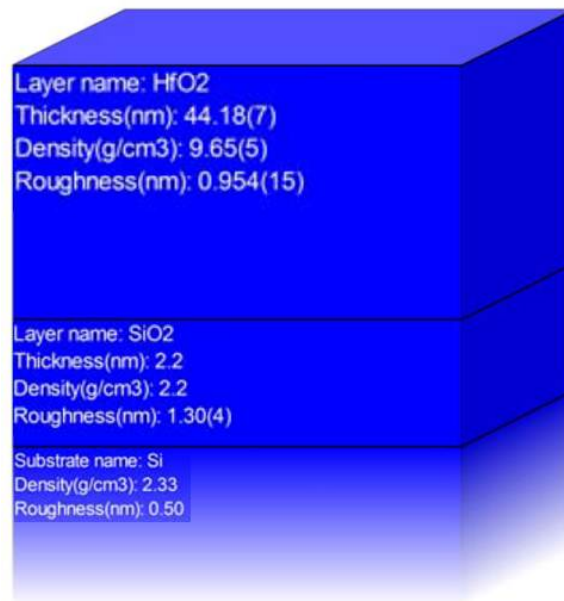 Layer name: HfO2
Thickness(nm): 44.18(7)
Density(g/cm3): 9.65(5)
Roughness(nm): 0.954(15)
Layer name: SiO2
Thickness(nm): 2.2
Density(g/cm3): 2.2
Roughness(nm): 1.30(4)
Substrate name: Si
Density(g/cm3): 2.33
Roughness(nm): 0.50